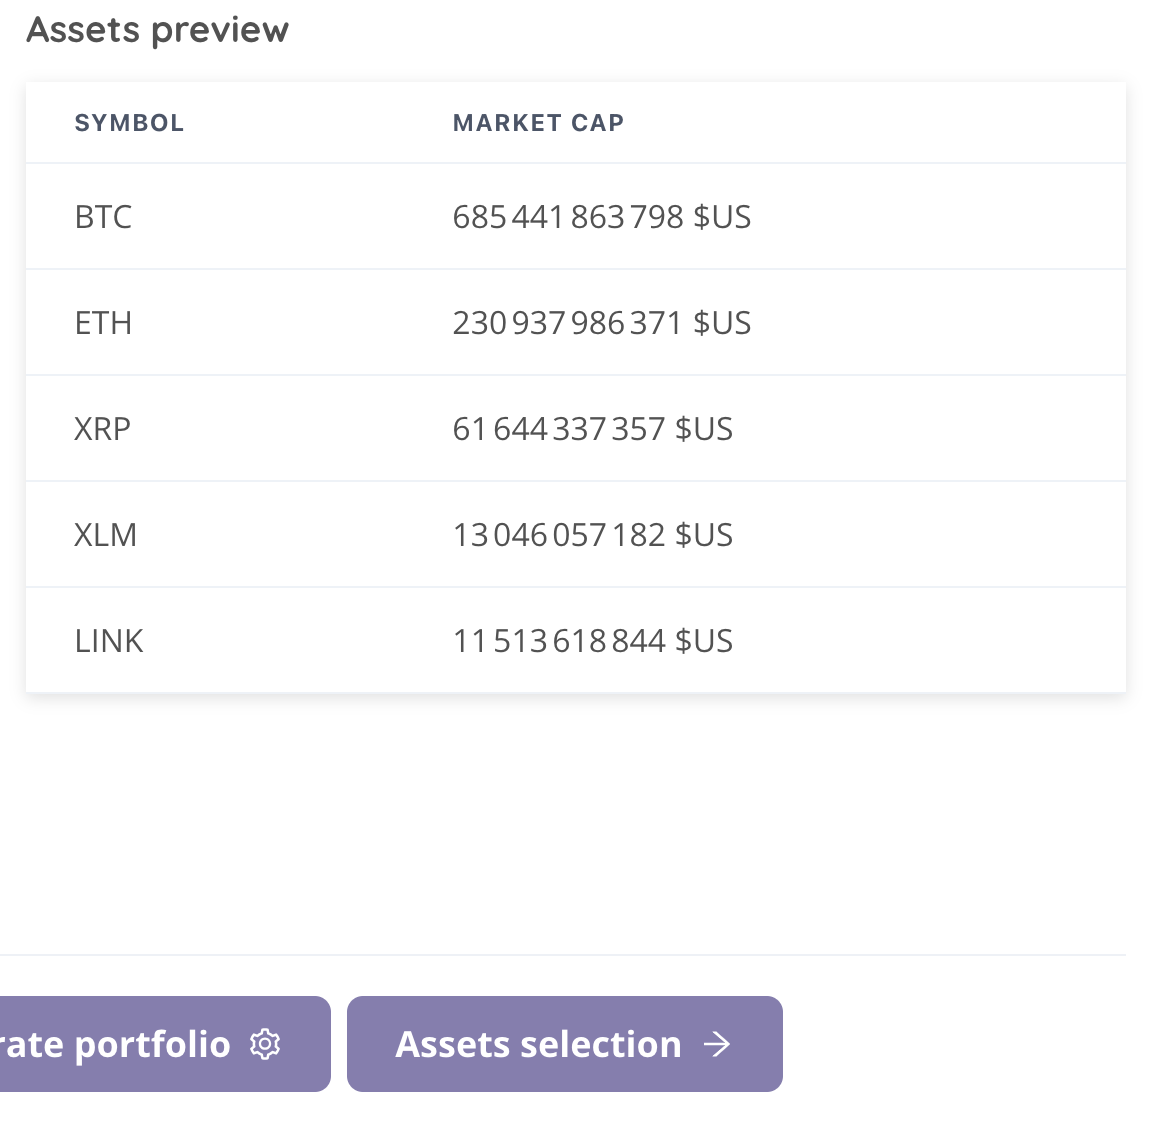 Assets preview
SYMBOL MARKET CAP
BTC 685 441 863 798 $US
ETH 230 937 986 371 $US
XRP 61 644 337 357 $US
XLM 13 046 057 182 $US
LINK 11 513 618 844 $US
rate portfolio Assets selection →